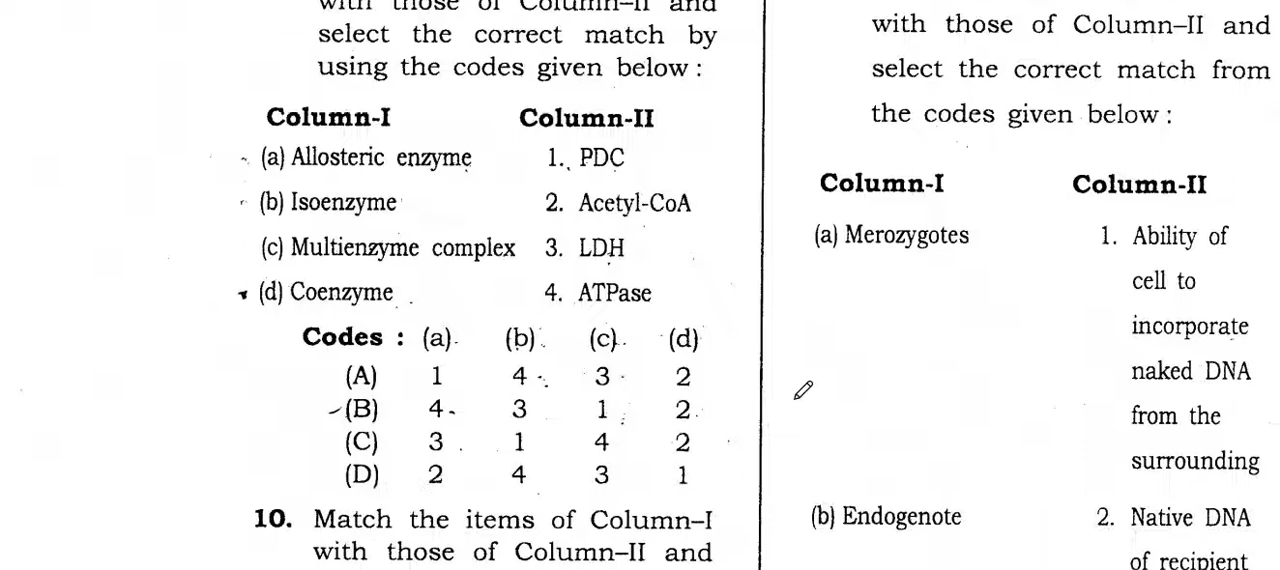 with those of Column–II and
select the correct match by
using the codes given below :
Column-I Column-II
(a) Allosteric enzyme 1. PDC
(b) Isoenzyme 2. Acetyl-CoA
(c) Multienzyme complex 3. LDH
(d) Coenzyme 4. ATPase
Codes : (a) (b) (c) (d)
(A) 1 4 3 2
(B) 4 3 1 2
(C) 3 1 4 2
(D) 2 4 3 1
10. Match the items of Column–I
with those of Column–II and
with those of Column–II and
select the correct match from
the codes given below :
Column-I Column-II
(a) Merozygotes 1. Ability of
cell to
incorporate
naked DNA
from the
surrounding
(b) Endogenote 2. Native DNA
of recipient